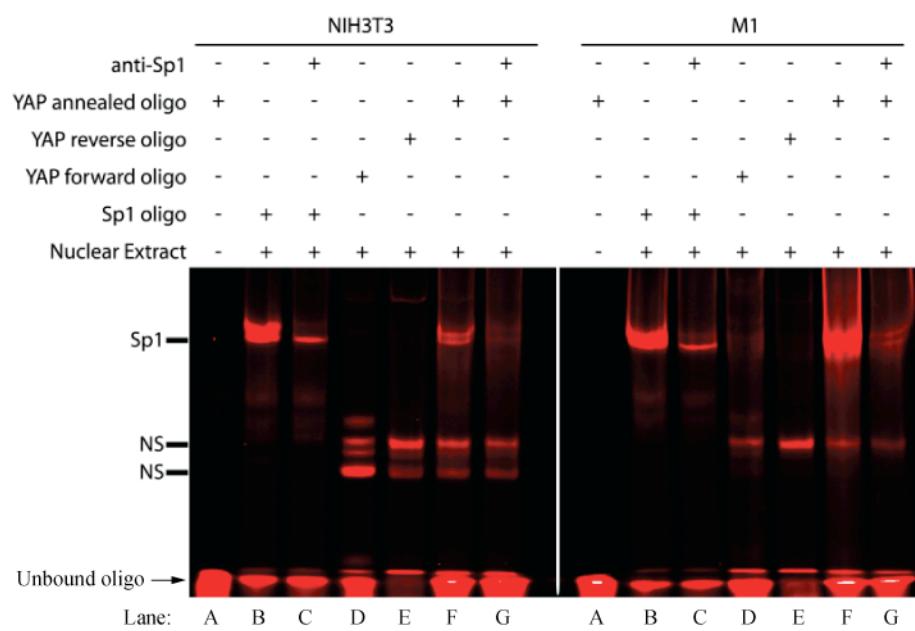 NIH3T3 M1
anti-Sp1 - - + - - - + - - + - - - +
YAP annealed oligo + - - - - + + + - - - - + +
YAP reverse oligo - - - - + - - - - - - + - -
YAP forward oligo - - - + - - - - - - + - - -
Sp1 oligo - + + - - - - - + + - - - -
Nuclear Extract - + + + + + + - + + + + + +
Sp1
NS
NS
Unbound oligo
Lane: A B C D E F G A B C D E F G